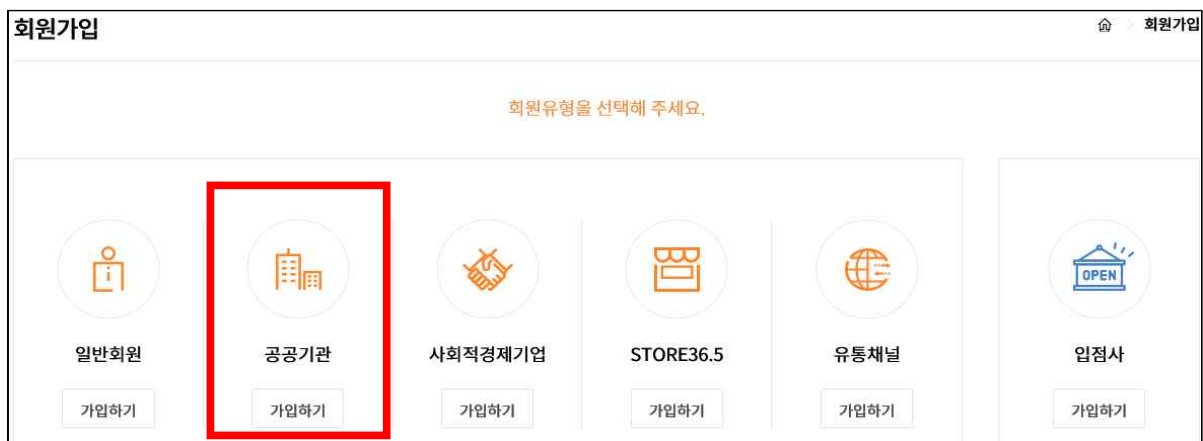 회원가입
회원가입
회원유형을 선택해 주세요.
i
OPEN
일반회원 공공기관 사회적경제기업 STORE36.5 유통채널 입점사
가입하기 가입하기 가입하기 가입하기 가입하기 가입하기